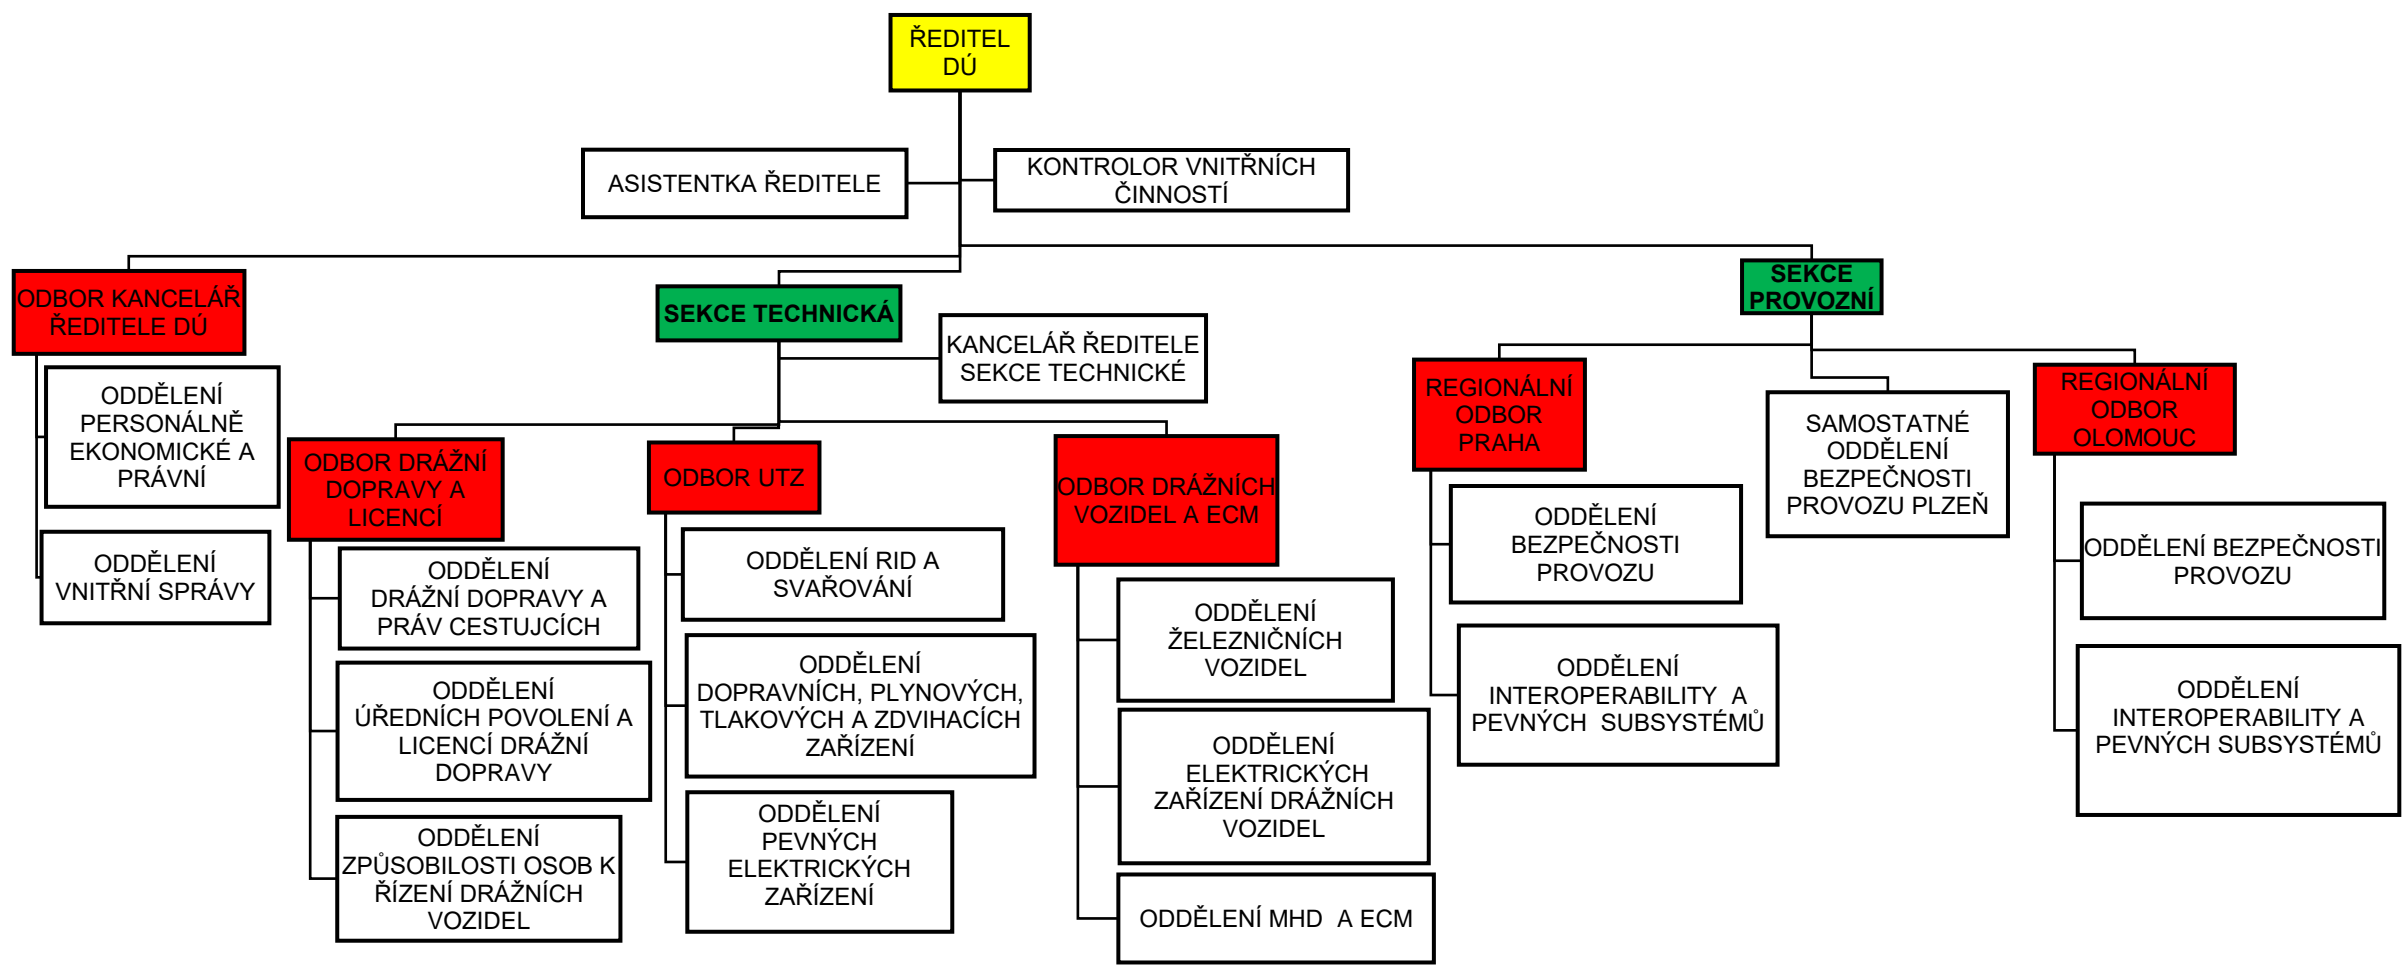 ŘEDITEL
DÚ
ASISTENTKA ŘEDITELE
KONTROLOR VNITŘNÍCH
ČINNOSTÍ
ODBOR KANCELÁŘ
ŘEDITELE DÚ
ODDĚLENÍ
PERSONÁLNĚ
EKONOMICKÉ A
PRÁVNÍ
ODDĚLENÍ
VNITŘNÍ SPRÁVY
SEKCE TECHNICKÁ
KANCELÁŘ ŘEDITELE
SEKCE TECHNICKÉ
ODBOR DRÁŽNÍ
DOPRAVY A
LICENCÍ
ODDĚLENÍ
DRÁŽNÍ DOPRAVY A
PRÁV CESTUJCÍCH
ODDĚLENÍ
ÚŘEDNÍCH POVOLENÍ A
LICENCÍ DRÁŽNÍ
DOPRAVY
ODDĚLENÍ
ZPŮSOBILOSTI OSOB K
ŘÍZENÍ DRÁŽNÍCH
VOZIDEL
ODBOR UTZ
ODDĚLENÍ RID A
SVAŘOVÁNÍ
ODDĚLENÍ
DOPRAVNÍCH, PLYNOVÝCH,
TLAKOVÝCH A ZDVIHACÍCH
ZAŘÍZENÍ
ODDĚLENÍ
PEVNÝCH
ELEKTRICKÝCH
ZAŘÍZENÍ
ODBOR DRÁŽNÍCH
VOZIDEL A ECM
ODDĚLENÍ
ŽELEZNIČNÍCH
VOZIDEL
ODDĚLENÍ
ELEKTRICKÝCH
ZAŘÍZENÍ DRÁŽNÍCH
VOZIDEL
ODDĚLENÍ MHD A ECM
SEKCE
PROVOZNÍ
REGIONÁLNÍ
ODBOR
PRAHA
ODDĚLENÍ
BEZPEČNOSTI
PROVOZU
ODDĚLENÍ
INTEROPERABILITY A
PEVNÝCH SUBSYSTÉMŮ
SAMOSTATNÉ
ODDĚLENÍ
BEZPEČNOSTI
PROVOZU PLZEŇ
REGIONÁLNÍ
ODBOR
OLOMOUC
ODDĚLENÍ BEZPEČNOSTI
PROVOZU
ODDĚLENÍ
INTEROPERABILITY A
PEVNÝCH SUBSYSTÉMŮ